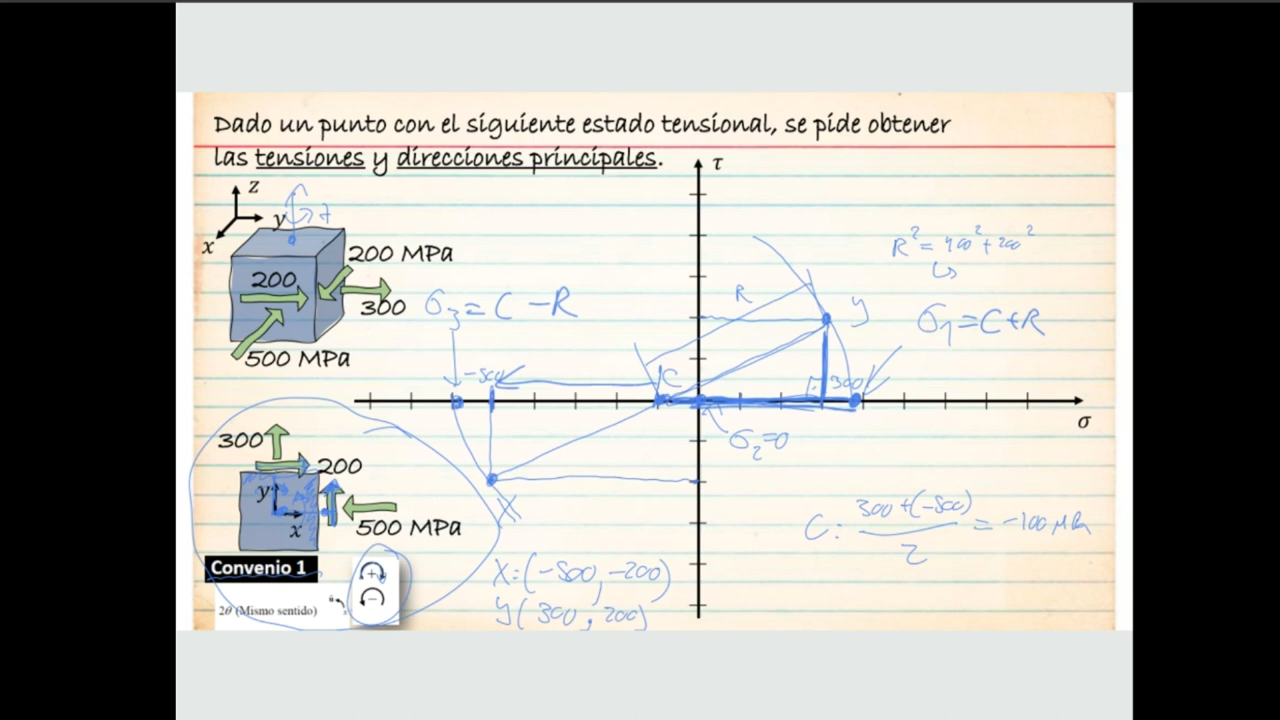 Dado un punto con el siguiente estado tensional, se pide obtener
las tensiones y direcciones principales.
τ
z
y
x
z
200 MPa
200
300
500 MPa
σ3 = C - R
R² = 400² + 200²
R
y
σ1 = C + R
-500
C
300
σ
σ2 = 0
300
200
y
x
500 MPa
C: 300 + (-500) / 2 = -100 MPa
Convenio 1
+
-
2θ (Mismo sentido)
X
X: (-500, -200)
y (300, 200)